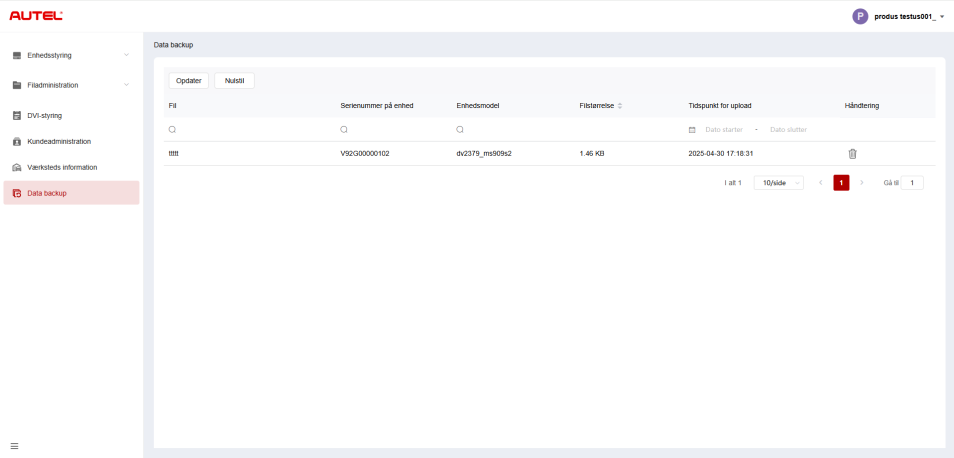 AUTEL
P produs testus001_
Enhedsstyring
Filadministration
DVI-styring
Kundeadministration
Værksteds information
Data backup
Data backup
Opdater Nulstil
Fil Serienummer på enhed Enhedsmodel Filstørrelse Tidspunkt for upload Håndtering
Dato starter - Dato slutter
ttttt V92G00000102 dv2379_ms909s2 1.46 KB 2025-04-30 17:18:31
I alt 1 10/side 1 Gå til 1